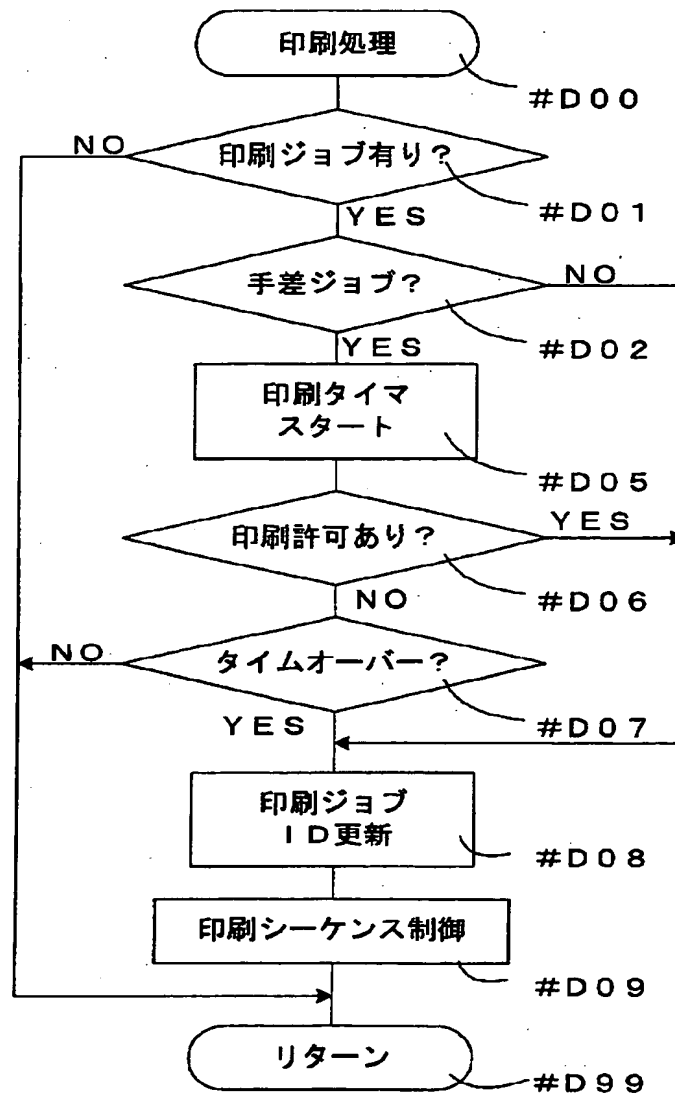 印刷処理
#D00
NO
印刷ジョブ有り?
#D01
YES
手差ジョブ?
NO
#D02
YES
印刷タイマ
スタート
#D05
印刷許可あり?
YES
#D06
NO
NO
タイムオーバー?
#D07
YES
印刷ジョブ
ID更新
#D08
印刷シーケンス制御
#D09
リターン
#D99